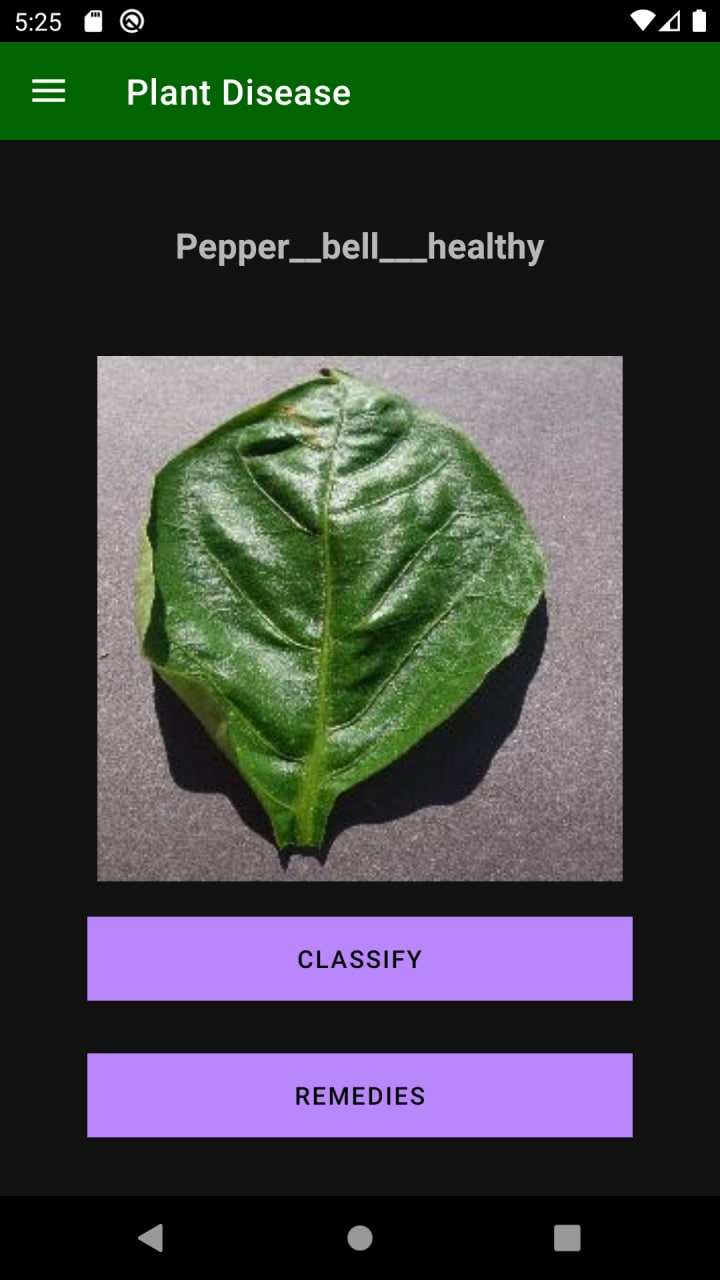 5:25
Plant Disease
Pepper__bell___healthy
CLASSIFY
REMEDIES